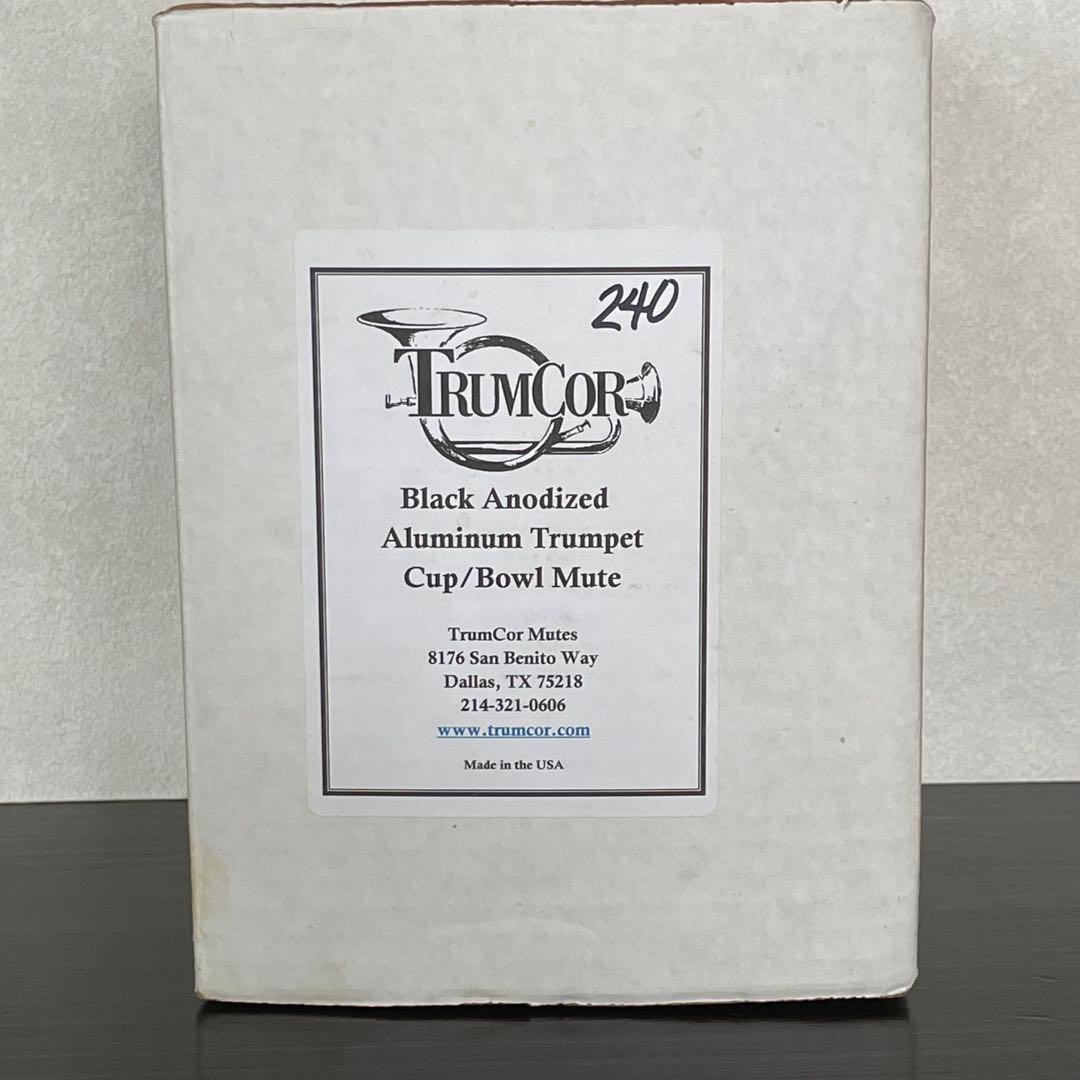 240
TRUMCOR
Black Anodized
Aluminum Trumpet
Cup/Bowl Mute
TrumCor Mutes
8176 San Benito Way
Dallas, TX 75218
214-321-0606
www.trumcor.com
Made in the USA